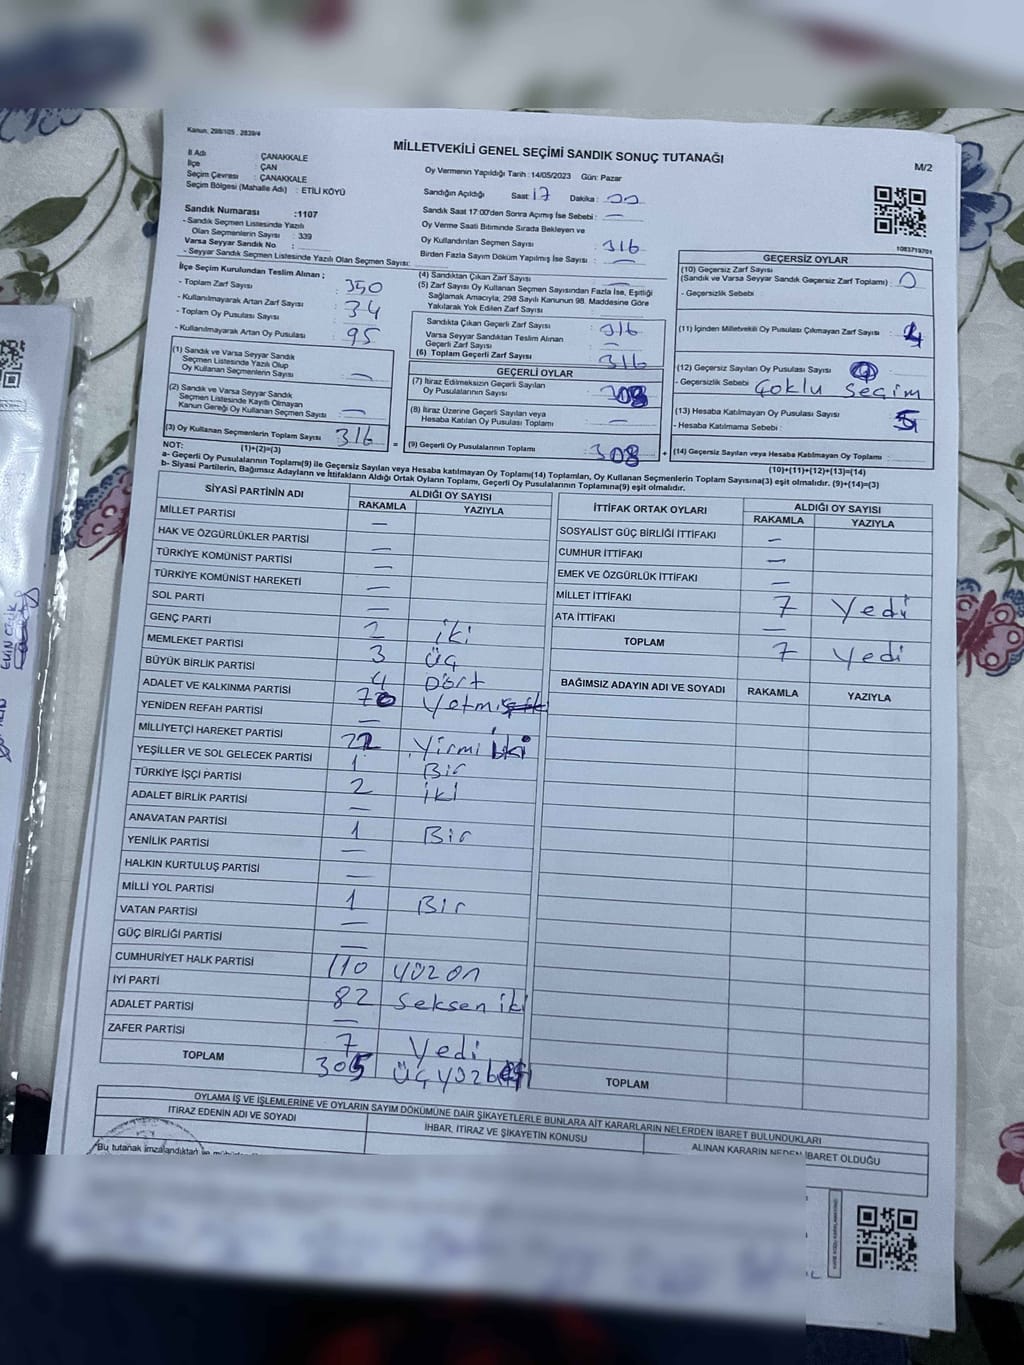 Kanun, 298/105 , 2839/4
MİLLETVEKİLİ GENEL SEÇİMİ SANDIK SONUÇ TUTANAĞI
M/2
İl Adı : ÇANAKKALE
İlçe : ÇAN
Seçim Çevresi : ÇANAKKALE
Seçim Bölgesi (Mahalle Adı) : ETİLİ KÖYÜ
Sandık Numarası :1107
- Sandık Seçmen Listesinde Yazılı
Olan Seçmenlerin Sayısı : 339
Varsa Seyyar Sandık No :
- Seyyar Sandık Seçmen Listesinde Yazılı Olan Seçmen Sayısı:
Oy Vermenin Yapıldığı Tarih : 14/05/2023 Gün: Pazar
Sandığın Açıldığı Saat: 17 Dakika : 00
Sandık Saat 17:00'den Sonra Açılmış İse Sebebi : —
Oy Verme Saati Bitiminde Sırada Bekleyen ve
Oy Kullandırılan Seçmen Sayısı : 316
Birden Fazla Sayım Döküm Yapılmış İse Sayısı : —
1083719701
İlçe Seçim Kurulundan Teslim Alınan ;
- Toplam Zarf Sayısı : 350
- Kullanılmayarak Artan Zarf Sayısı : 34
- Toplam Oy Pusulası Sayısı :
- Kullanılmayarak Artan Oy Pusulası : 95
(1) Sandık ve Varsa Seyyar Sandık
Seçmen Listesinde Yazılı Olup
Oy Kullanan Seçmenlerin Sayısı : —
(2) Sandık ve Varsa Seyyar Sandık
Seçmen Listesinde Kayıtlı Olmayan
Kanun Gereği Oy Kullanan Seçmen Sayısı : —
(3) Oy Kullanan Seçmenlerin Toplam Sayısı : 316
(1)+(2)=(3)
(4) Sandıktan Çıkan Zarf Sayısı : —
(5) Zarf Sayısı Oy Kullanan Seçmen Sayısından Fazla İse, Eşitliği
Sağlamak Amacıyla; 298 Sayılı Kanunun 98. Maddesine Göre
Yakılarak Yok Edilen Zarf Sayısı : —
Sandıkta Çıkan Geçerli Zarf Sayısı : 316
Varsa Seyyar Sandıktan Teslim Alınan
Geçerli Zarf Sayısı : —
(6) Toplam Geçerli Zarf Sayısı : 316
GEÇERLİ OYLAR
(7) İtiraz Edilmeksizin Geçerli Sayılan
Oy Pusulalarının Sayısı : 308
(8) İtiraz Üzerine Geçerli Sayılan veya
Hesaba Katılan Oy Pusulası Toplamı : —
= (9) Geçerli Oy Pusulalarının Toplamı : 308 +
GEÇERSİZ OYLAR
(10) Geçersiz Zarf Sayısı
(Sandık ve Varsa Seyyar Sandık Geçersiz Zarf Toplamı) : 0
- Geçersizlik Sebebi :
(11) İçinden Milletvekili Oy Pusulası Çıkmayan Zarf Sayısı :
(12) Geçersiz Sayılan Oy Pusulası Sayısı :
- Geçersizlik Sebebi : Çoklu seçim
(13) Hesaba Katılmayan Oy Pusulası Sayısı :
- Hesaba Katılmama Sebebi :
(14) Geçersiz Sayılan veya Hesaba Katılmayan Oy Toplamı :
(10)+(11)+(12)+(13)=(14)
NOT:
a- Geçerli Oy Pusulalarının Toplamı(9) ile Geçersiz Sayılan veya Hesaba katılmayan Oy Toplamı(14) Toplamları, Oy Kullanan Seçmenlerin Toplam Sayısına(3) eşit olmalıdır. (9)+(14)=(3)
b- Siyasi Partilerin, Bağımsız Adayların ve İttifakların Aldığı Ortak Oyların Toplamı, Geçerli Oy Pusulalarının Toplamına(9) eşit olmalıdır.
SİYASİ PARTİNİN ADI ALDIĞI OY SAYISI
RAKAMLA YAZIYLA
MİLLET PARTİSİ —
HAK VE ÖZGÜRLÜKLER PARTİSİ —
TÜRKİYE KOMÜNİST PARTİSİ —
TÜRKİYE KOMÜNİST HAREKETİ —
SOL PARTİ —
GENÇ PARTİ 2 iki
MEMLEKET PARTİSİ 3 üç
BÜYÜK BİRLİK PARTİSİ 4 Dört
ADALET VE KALKINMA PARTİSİ 70 Yetmiş
YENİDEN REFAH PARTİSİ —
MİLLİYETÇİ HAREKET PARTİSİ 22 Yirmi iki
YEŞİLLER VE SOL GELECEK PARTİSİ 1 Bir
TÜRKİYE İŞÇİ PARTİSİ 2 iki
ADALET BİRLİK PARTİSİ —
ANAVATAN PARTİSİ 1 Bir
YENİLİK PARTİSİ —
HALKIN KURTULUŞ PARTİSİ —
MİLLİ YOL PARTİSİ 1 Bir
VATAN PARTİSİ —
GÜÇ BİRLİĞİ PARTİSİ —
CUMHURİYET HALK PARTİSİ 110 yüz on
İYİ PARTİ 82 Seksen iki
ADALET PARTİSİ —
ZAFER PARTİSİ 7 Yedi
TOPLAM 305 üçyüzbeş
İTTİFAK ORTAK OYLARI ALDIĞI OY SAYISI
RAKAMLA YAZIYLA
SOSYALİST GÜÇ BİRLİĞİ İTTİFAKI —
CUMHUR İTTİFAKI —
EMEK VE ÖZGÜRLÜK İTTİFAKI —
MİLLET İTTİFAKI 7 Yedi
ATA İTTİFAKI —
TOPLAM 7 Yedi
BAĞIMSIZ ADAYIN ADI VE SOYADI RAKAMLA YAZIYLA
TOPLAM
OYLAMA İŞ VE İŞLEMLERİNE VE OYLARIN SAYIM DÖKÜMÜNE DAİR ŞİKAYETLERLE BUNLARA AİT KARARLARIN NELERDEN İBARET BULUNDUKLARI
İTİRAZ EDENİN ADI VE SOYADI İHBAR, İTİRAZ VE ŞİKAYETİN KONUSU ALINAN KARARIN NEDEN İBARET OLDUĞU
Bu tutanak imzalandıktan ve